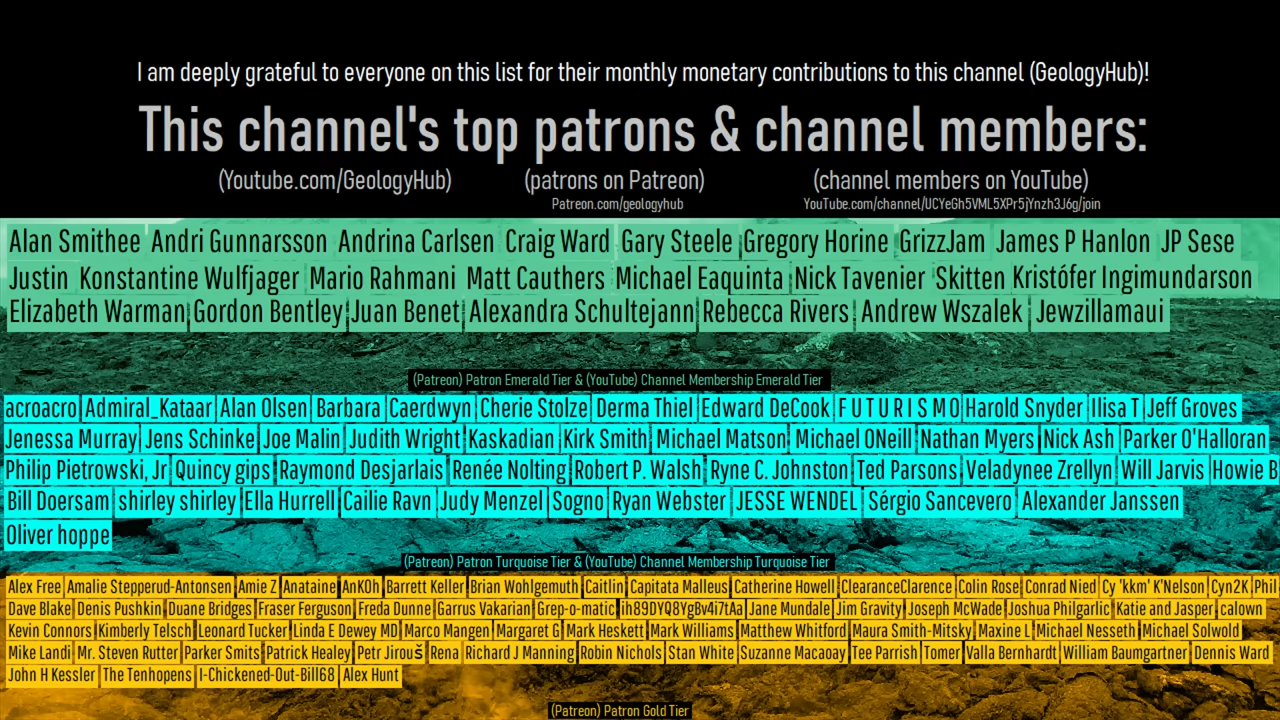 I am deeply grateful to everyone on this list for their monthly monetary contributions to this channel (GeologyHub)!
This channel's top patrons & channel members:
(Youtube.com/GeologyHub) (patrons on Patreon) (channel members on YouTube)
Patreon.com/geologyhub YouTube.com/channel/UCYeGh5VML5XPr5jYnzh3J6g/join
Alan Smithee Andri Gunnarsson Andrina Carlsen Craig Ward Gary Steele Gregory Horine GrizzJam James P Hanlon JP Sese
Justin Konstantine Wulfjager Mario Rahmani Matt Cauthers Michael Eaquinta Nick Tavenier Skitten Kristófer Ingimundarson
Elizabeth Warman Gordon Bentley Juan Benet Alexandra Schultejann Rebecca Rivers Andrew Wszalek Jewzillamaui
(Patreon) Patron Emerald Tier & (YouTube) Channel Membership Emerald Tier
acroacro Admiral_Kataar Alan Olsen Barbara Caerdwyn Cherie Stolze Derma Thiel Edward DeCook F U T U R I S M O Harold Snyder Ilisa T Jeff Groves
Jenessa Murray Jens Schinke Joe Malin Judith Wright Kaskadian Kirk Smith Michael Matson Michael ONeill Nathan Myers Nick Ash Parker O'Halloran
Philip Pietrowski, Jr Quincy gips Raymond Desjarlais Renée Nolting Robert P. Walsh Ryne C. Johnston Ted Parsons Veladynee Zrellyn Will Jarvis Howie B
Bill Doersam shirley shirley Ella Hurrell Cailie Ravn Judy Menzel Sogno Ryan Webster JESSE WENDEL Sérgio Sancevero Alexander Janssen
Oliver hoppe
(Patreon) Patron Turquoise Tier & (YouTube) Channel Membership Turquoise Tier
Alex Free Amalie Stepperud-Antonsen Amie Z Anataine AnKOh Barrett Keller Brian Wohlgemuth Caitlin Capitata Malleus Catherine Howell ClearanceClarence Colin Rose Conrad Nied Cy 'kkm' K'Nelson Cyn2K Phil
Dave Blake Denis Pushkin Duane Bridges Fraser Ferguson Freda Dunne Garrus Vakarian Grep-o-matic ih89DYQ8YgBv4i7tAa Jane Mundale Jim Gravity Joseph McWade Joshua Philgarlic Katie and Jasper calown
Kevin Connors Kimberly Telsch Leonard Tucker Linda E Dewey MD Marco Mangen Margaret G Mark Heskett Mark Williams Matthew Whitford Maura Smith-Mitsky Maxine L Michael Nesseth Michael Solwold
Mike Landi Mr. Steven Rutter Parker Smits Patrick Healey Petr Jirouš Rena Richard J Manning Robin Nichols Stan White Suzanne Macaoay Tee Parrish Tomer Valla Bernhardt William Baumgartner Dennis Ward
John H Kessler The Tenhopens I-Chickened-Out-Bill68 Alex Hunt
(Patreon) Patron Gold Tier